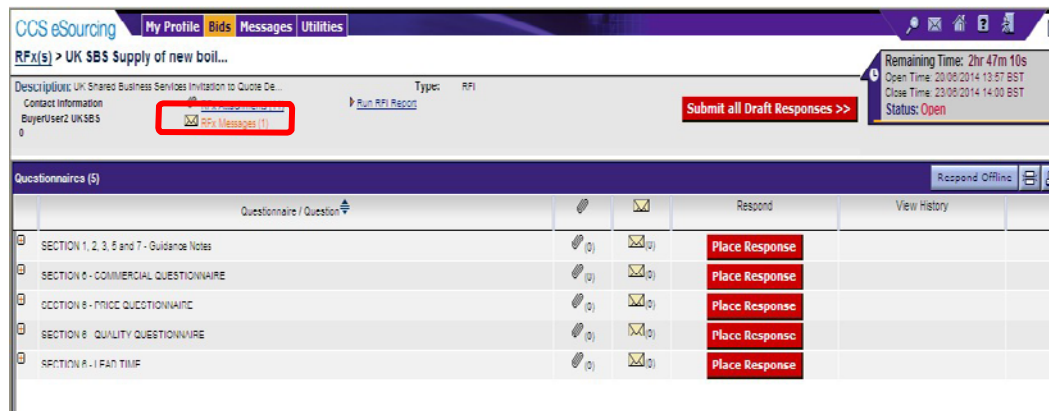 CCS eSourcing My Profile Bids Messages Utilities
RFx(s) > UK SBS Supply of new boil...
Remaining Time: 2hr 47m 10s
Open Time: 20/06/2014 13:57 BST
Close Time: 23/06/2014 14:00 BST
Status: Open
Description: UK Shared Business Services Invitation to Quote De... Type: RFI
Contact Information Run RFI Report
BuyerUser2 UKSBS RFx Messages (1)
0
Submit all Draft Responses >>
Questionnaires (5) Respond Offline
Questionnaire / Question Respond View History
SECTION 1, 2, 3, 5 and 7 - Guidance Notes (0) (0) Place Response
SECTION 6 - COMMERCIAL QUESTIONNAIRE (0) (0) Place Response
SECTION 6 - PRICE QUESTIONNAIRE (0) (0) Place Response
SECTION 6 QUALITY QUESTIONNAIRE (0) (0) Place Response
SECTION 6 - LEAD TIME (0) (0) Place Response